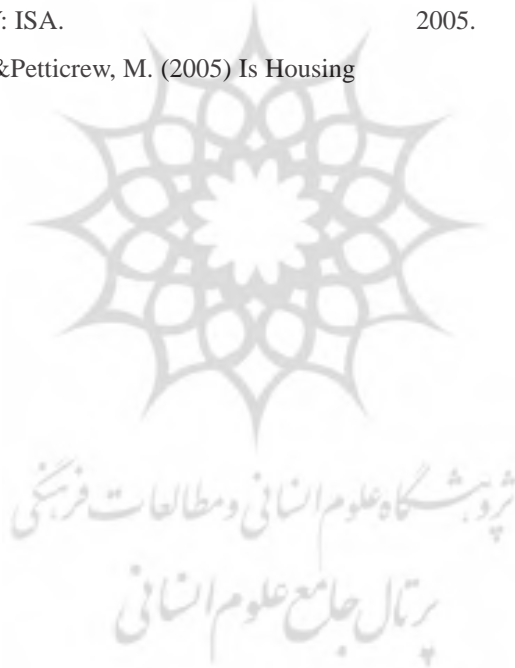 : ISA. 2005.
&Petticrew, M. (2005) Is Housing
پژوهشگاه علوم انسانی و مطالعات فرهنگی
پرتال جامع علوم انسانی